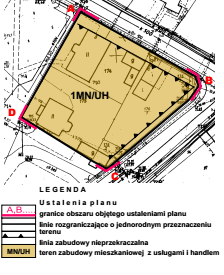 A
B
1MN/UH
D
C
LEGENDA
Ustalenia planu
A,B... granice obszaru objętego ustaleniami planu
linie rozgraniczające o jednorodnym przeznaczeniu
terenu
linia zabudowy nieprzekraczalna
MN/UH teren zabudowy mieszkaniowej z usługami i handlem